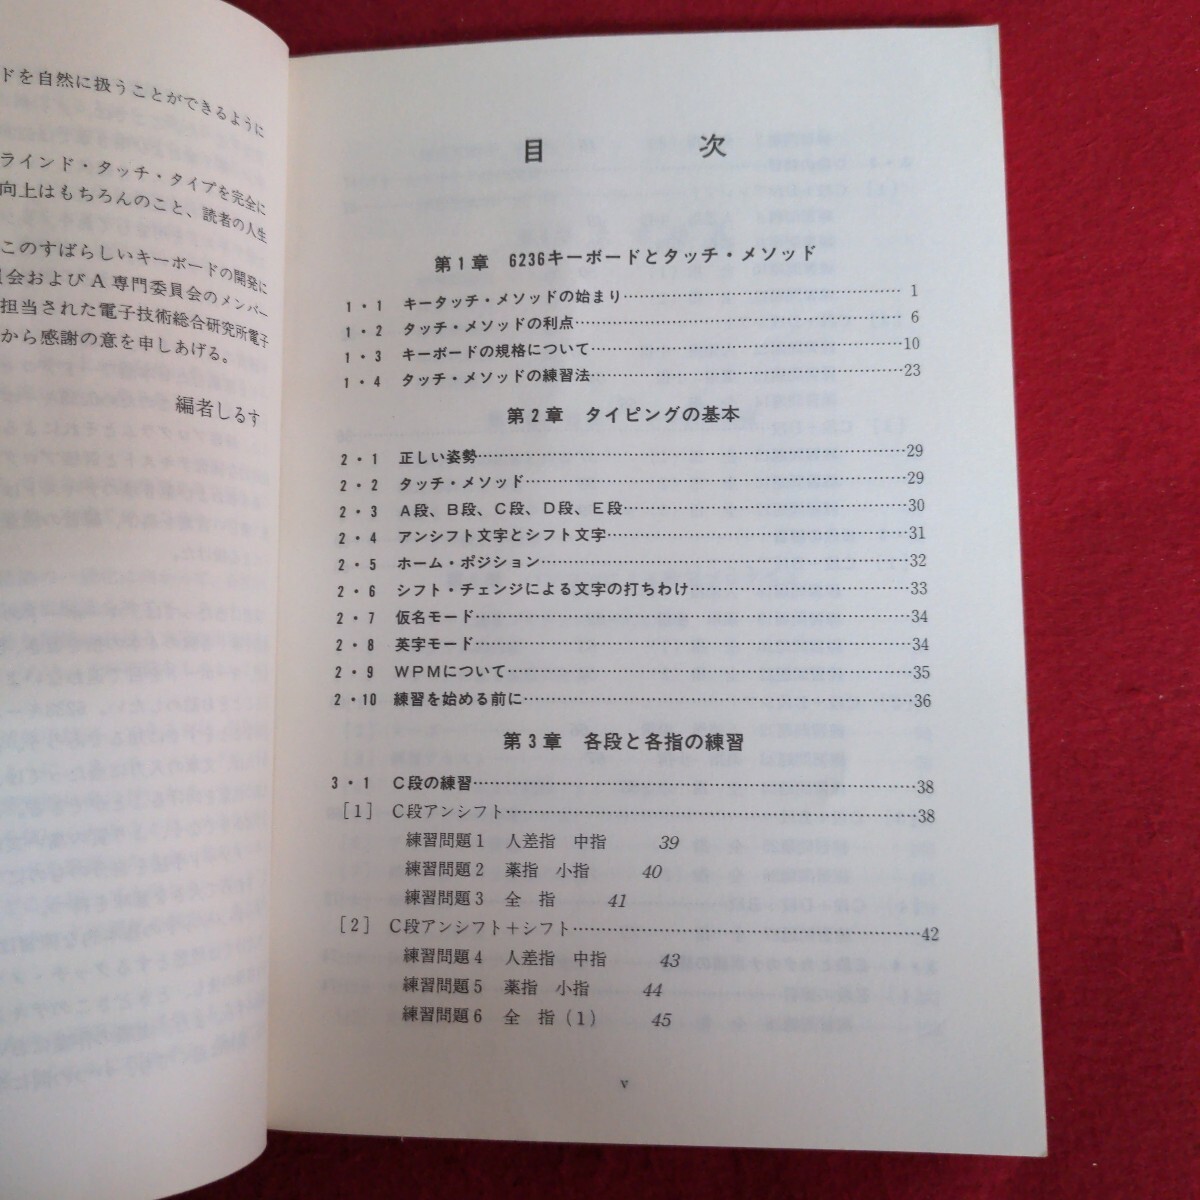 ドを自然に扱うことができるように
ラインド・タッチ・タイプを完全に
向上はもちろんのこと、読者の人生
このすばらしいキーボードの開発に
会およびA専門委員会のメンバー
担当された電子技術総合研究所電子
から感謝の意を申しあげる。
編者しるす
目　次
第1章　6236キーボードとタッチ・メソッド
1・1　キータッチ・メソッドの始まり……1
1・2　タッチ・メソッドの利点……6
1・3　キーボードの規格について……10
1・4　タッチ・メソッドの練習法……23
第2章　タイピングの基本
2・1　正しい姿勢……29
2・2　タッチ・メソッド……29
2・3　A段、B段、C段、D段、E段……30
2・4　アンシフト文字とシフト文字……31
2・5　ホーム・ポジション……32
2・6　シフト・チェンジによる文字の打ちわけ……33
2・7　仮名モード……34
2・8　英字モード……34
2・9　WPMについて……35
2・10　練習を始める前に……36
第3章　各段と各指の練習
3・1　C段の練習……38
[1]　C段アンシフト……38
練習問題1　人差指　中指　39
練習問題2　薬指　小指　40
練習問題3　全　指　41
[2]　C段アンシフト＋シフト……42
練習問題4　人差指　中指　43
練習問題5　薬指　小指　44
練習問題6　全　指（1）　45
v